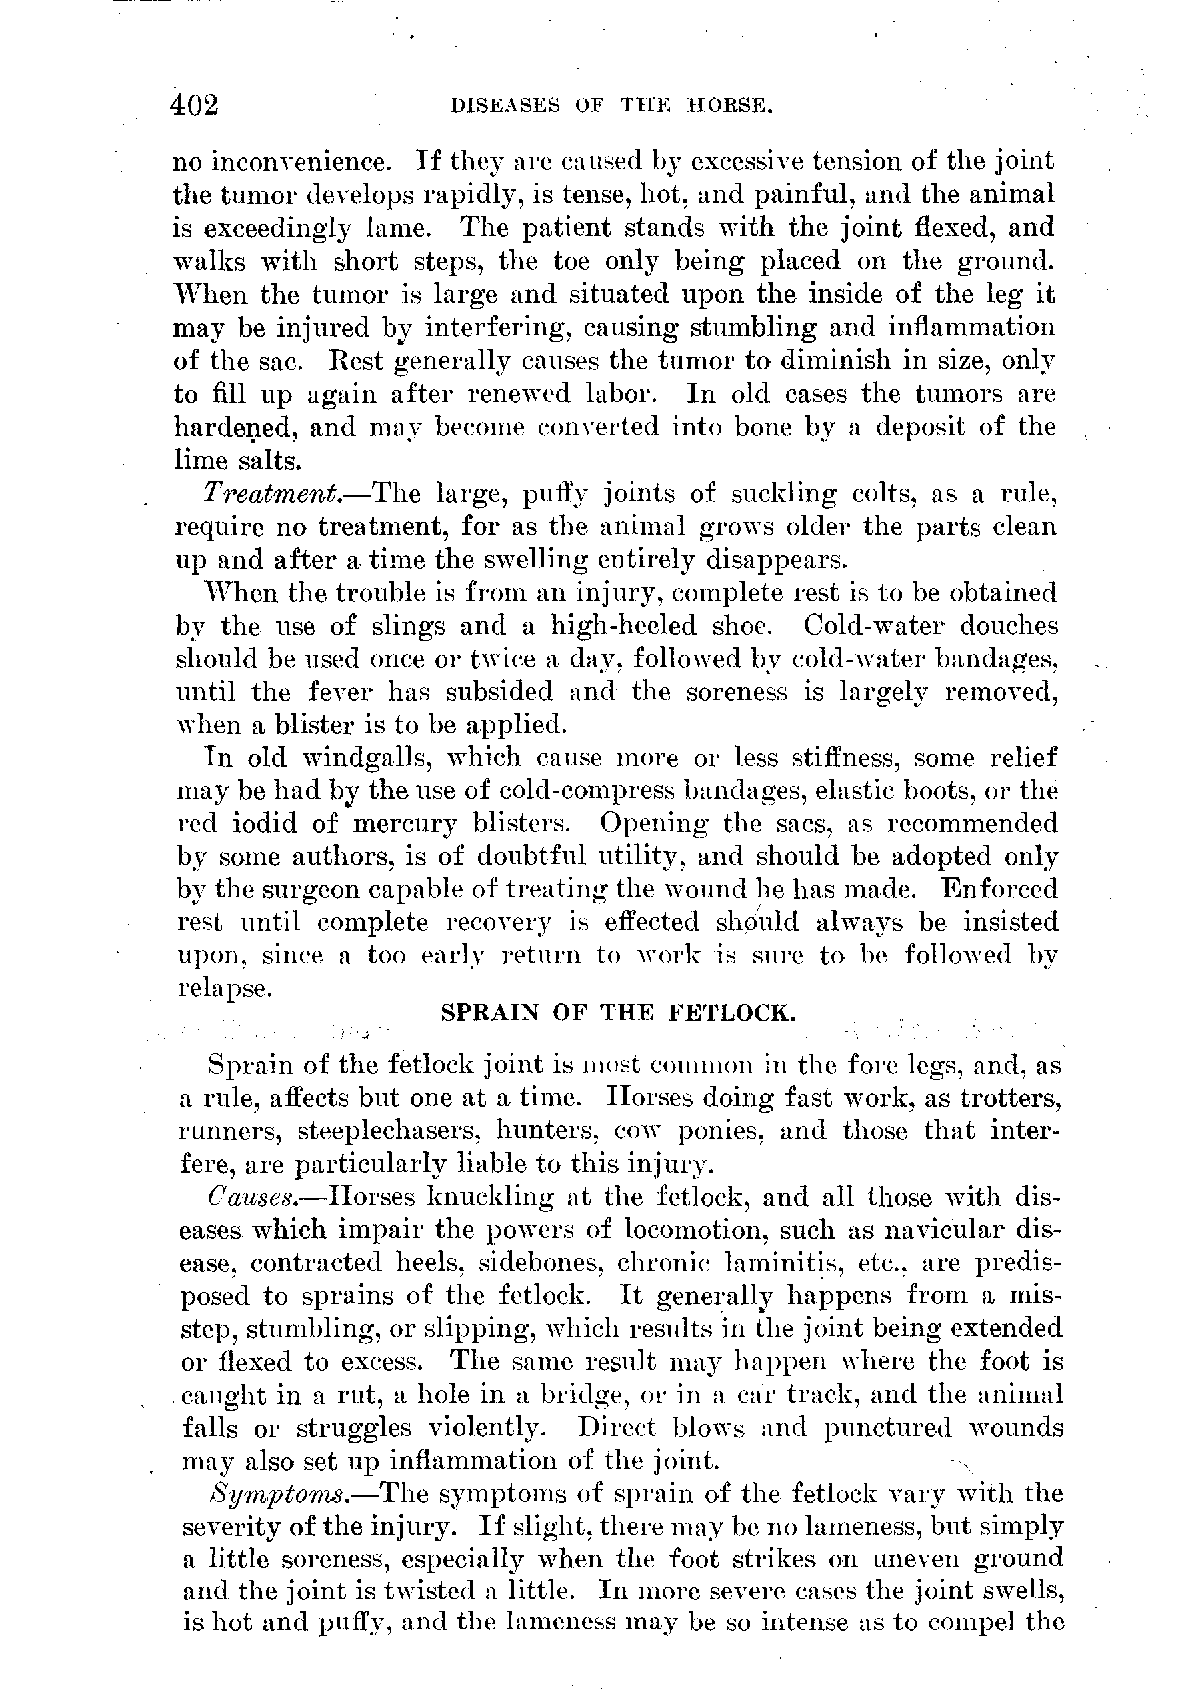 402 DISEASES OF THE HORSE.
no inconvenience. If they are caused by excessive tension of the joint
the tumor develops rapidly, is tense, hot, and painful, and the animal
is exceedingly lame. The patient stands with the joint flexed, and
walks with short steps, the toe only being placed on the ground.
When the tumor is large and situated upon the inside of the leg it
may be injured by interfering, causing stumbling and inflammation
of the sac. Rest generally causes the tumor to diminish in size, only
to fill up again after renewed labor. In old cases the tumors are
hardened, and may become converted into bone by a deposit of the
lime salts.
Treatment.—The large, puffy joints of suckling colts, as a rule,
require no treatment, for as the animal grows older the parts clean
up and after a time the swelling entirely disappears.
When the trouble is from an injury, complete rest is to be obtained
by the use of slings and a high-heeled shoe. Cold-water douches
should be used once or twice a day, followed by cold-water bandages,
until the fever has subsided and the soreness is largely removed,
when a blister is to be applied.
In old windgalls, which cause more or less stiffness, some relief
may be had by the use of cold-compress bandages, elastic boots, or the
red iodid of mercury blisters. Opening the sacs, as recommended
by some authors, is of doubtful utility, and should be adopted only
by the surgeon capable of treating the wound he has made. Enforced
rest until complete recovery is effected should always be insisted
upon, since a too early return to work is sure to be followed by
relapse.
SPRAIN OF THE FETLOCK.
Sprain of the fetlock joint is most common in the fore legs, and, as
a rule, affects but one at a time. Horses doing fast work, as trotters,
runners, steeplechasers, hunters, cow ponies, and those that inter-
fere, are particularly liable to this injury.
Causes.—Horses knuckling at the fetlock, and all those with dis-
eases which impair the powers of locomotion, such as navicular dis-
ease, contracted heels, sidebones, chronic laminitis, etc., are predis-
posed to sprains of the fetlock. It generally happens from a mis-
step, stumbling, or slipping, which results in the joint being extended
or flexed to excess. The same result may happen where the foot is
caught in a rut, a hole in a bridge, or in a car track, and the animal
falls or struggles violently. Direct blows and punctured wounds
may also set up inflammation of the joint.
Symptoms.—The symptoms of sprain of the fetlock vary with the
severity of the injury. If slight, there may be no lameness, but simply
a little soreness, especially when the foot strikes on uneven ground
and the joint is twisted a little. In more severe cases the joint swells,
is hot and puffy, and the lameness may be so intense as to compel the